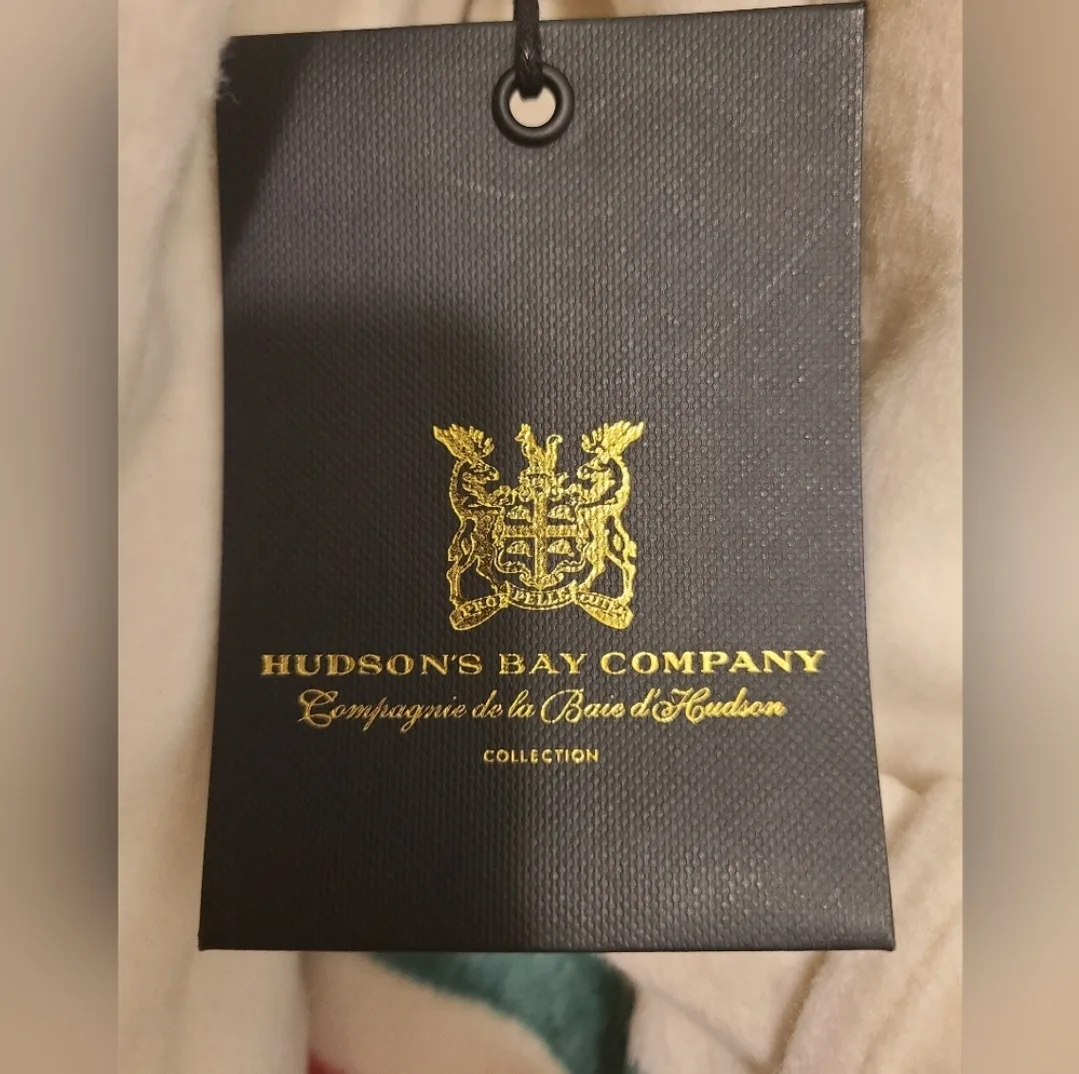 PRO PELLE CUTEM
HUDSON'S BAY COMPANY
Compagnie de la Baie d'Hudson
COLLECTION